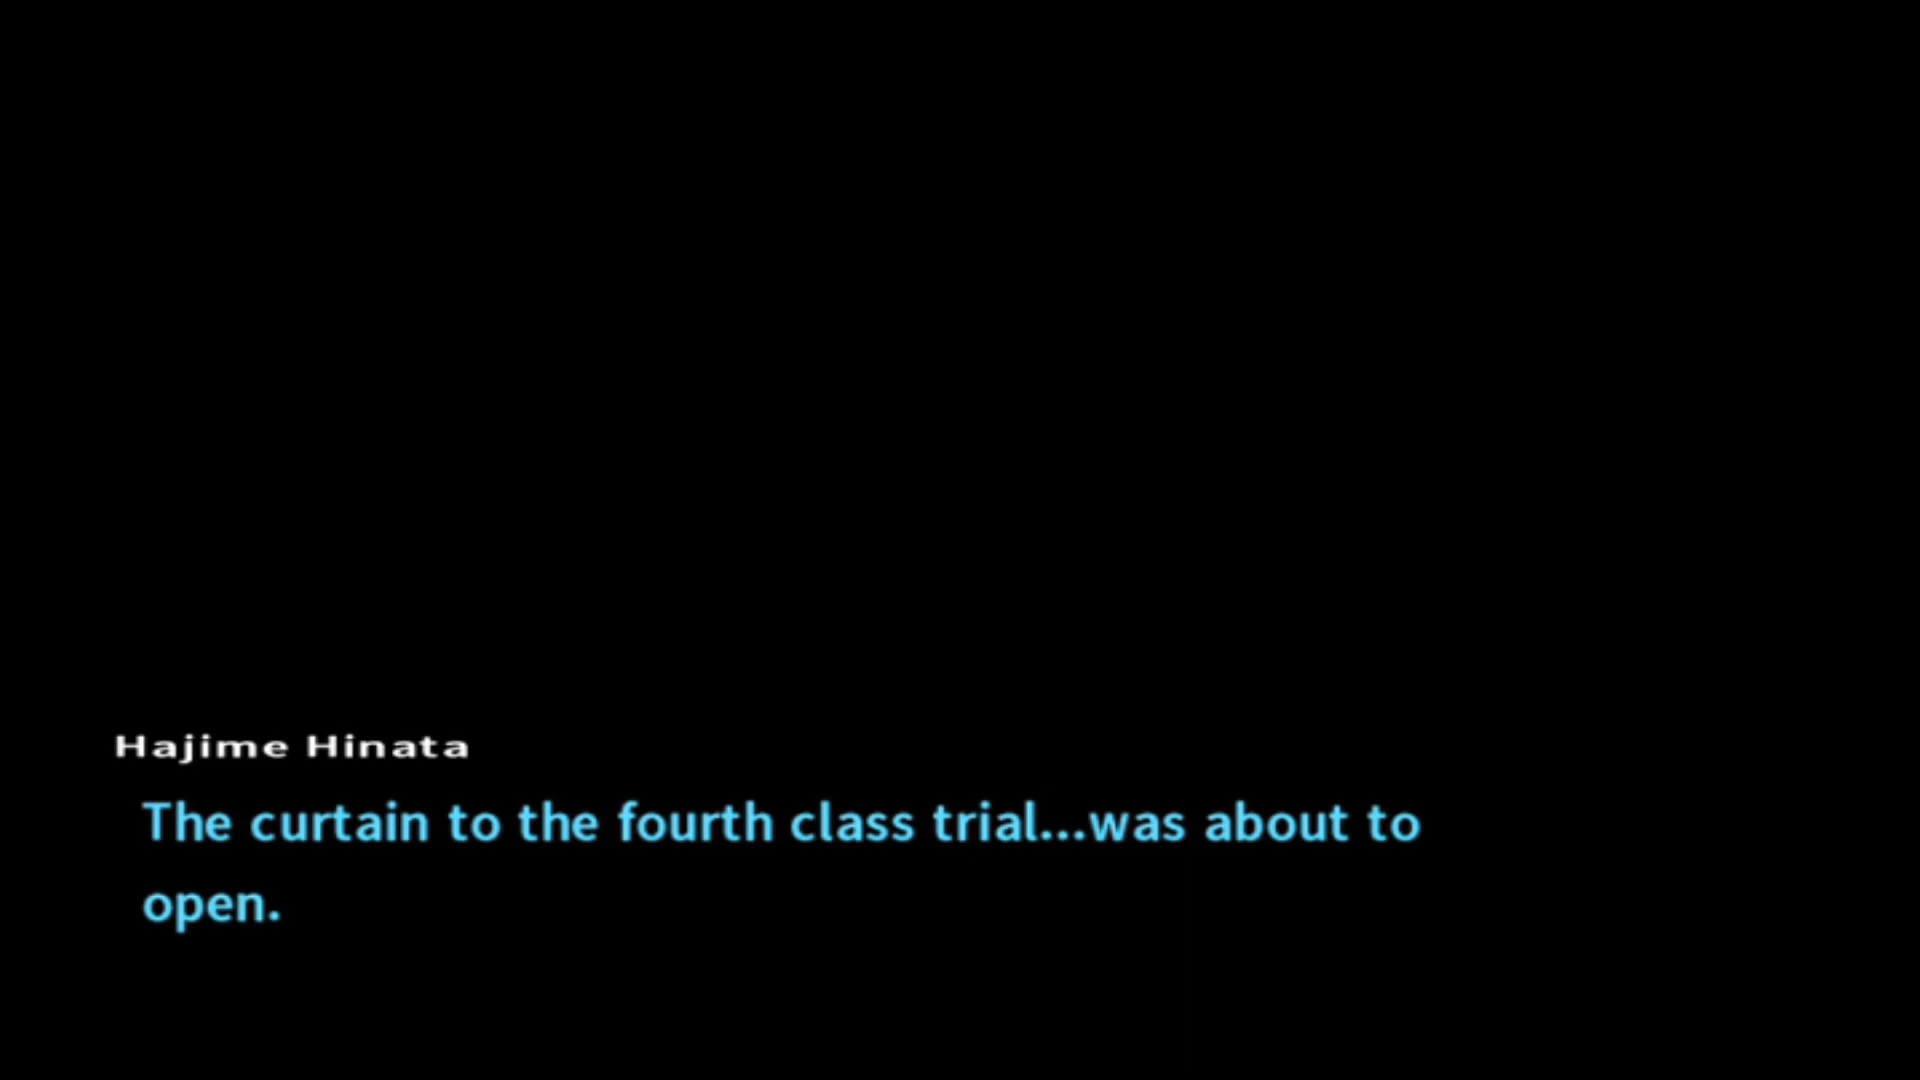 Hajime Hinata
The curtain to the fourth class trial...was about to
open.